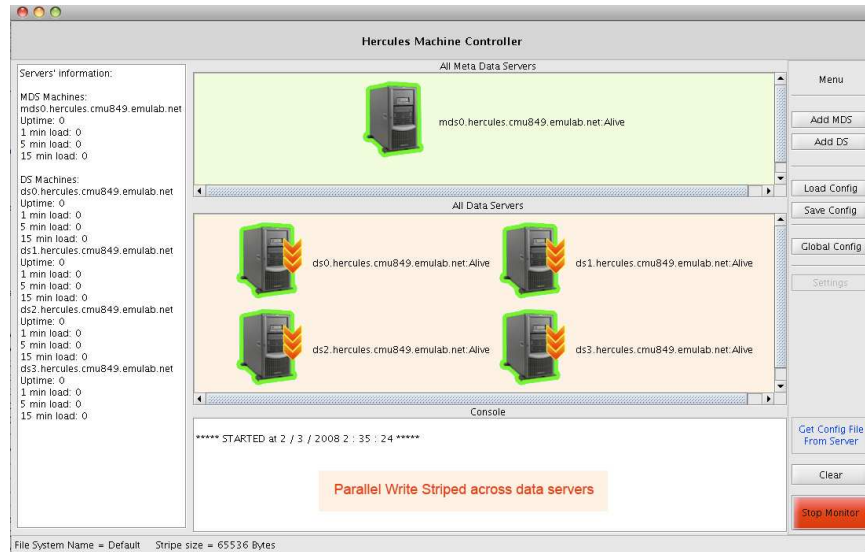 Hercules Machine Controller
Servers' information:
MDS Machines:
mds0.hercules.cmu849.emulab.net
Uptime: 0
1 min load: 0
5 min load: 0
15 min load: 0
DS Machines:
ds0.hercules.cmu849.emulab.net
Uptime: 0
1 min load: 0
5 min load: 0
15 min load: 0
ds1.hercules.cmu849.emulab.net
Uptime: 0
1 min load: 0
5 min load: 0
15 min load: 0
ds2.hercules.cmu849.emulab.net
Uptime: 0
1 min load: 0
5 min load: 0
15 min load: 0
ds3.hercules.cmu849.emulab.net
Uptime: 0
1 min load: 0
5 min load: 0
15 min load: 0
All Meta Data Servers
mds0.hercules.cmu849.emulab.net:Alive
All Data Servers
ds0.hercules.cmu849.emulab.net:Alive
ds1.hercules.cmu849.emulab.net:Alive
ds2.hercules.cmu849.emulab.net:Alive
ds3.hercules.cmu849.emulab.net:Alive
Console
***** STARTED at 2 / 3 / 2008 2 : 35 : 24 *****
Parallel Write Striped across data servers
Menu
Add MDS
Add DS
Load Config
Save Config
Global Config
Settings
Get Config File
From Server
Clear
Stop Monitor
File System Name = Default Stripe size = 65536 Bytes